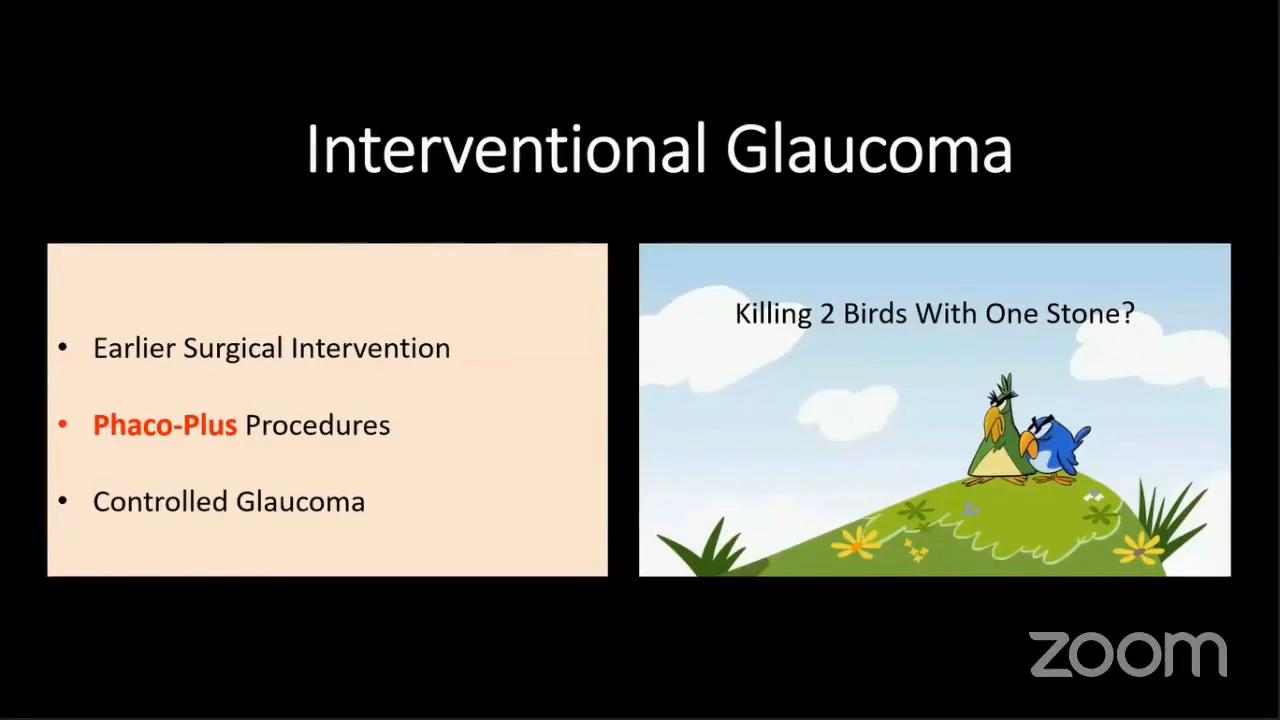 Interventional Glaucoma
• Earlier Surgical Intervention
• Phaco-Plus Procedures
• Controlled Glaucoma
Killing 2 Birds With One Stone?
zoom